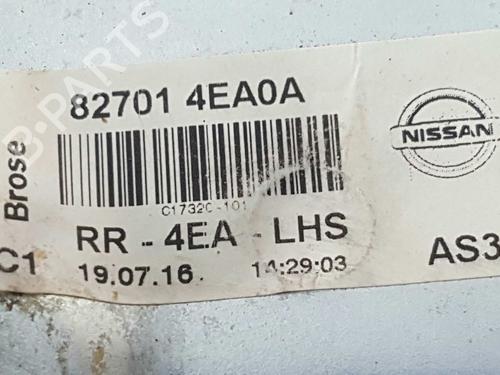 82701 4EA0A
NISSAN
Brose
C17320-101
C1
RR - 4EA - LHS
AS3
19.07.16
14:29:03
B-PARTS